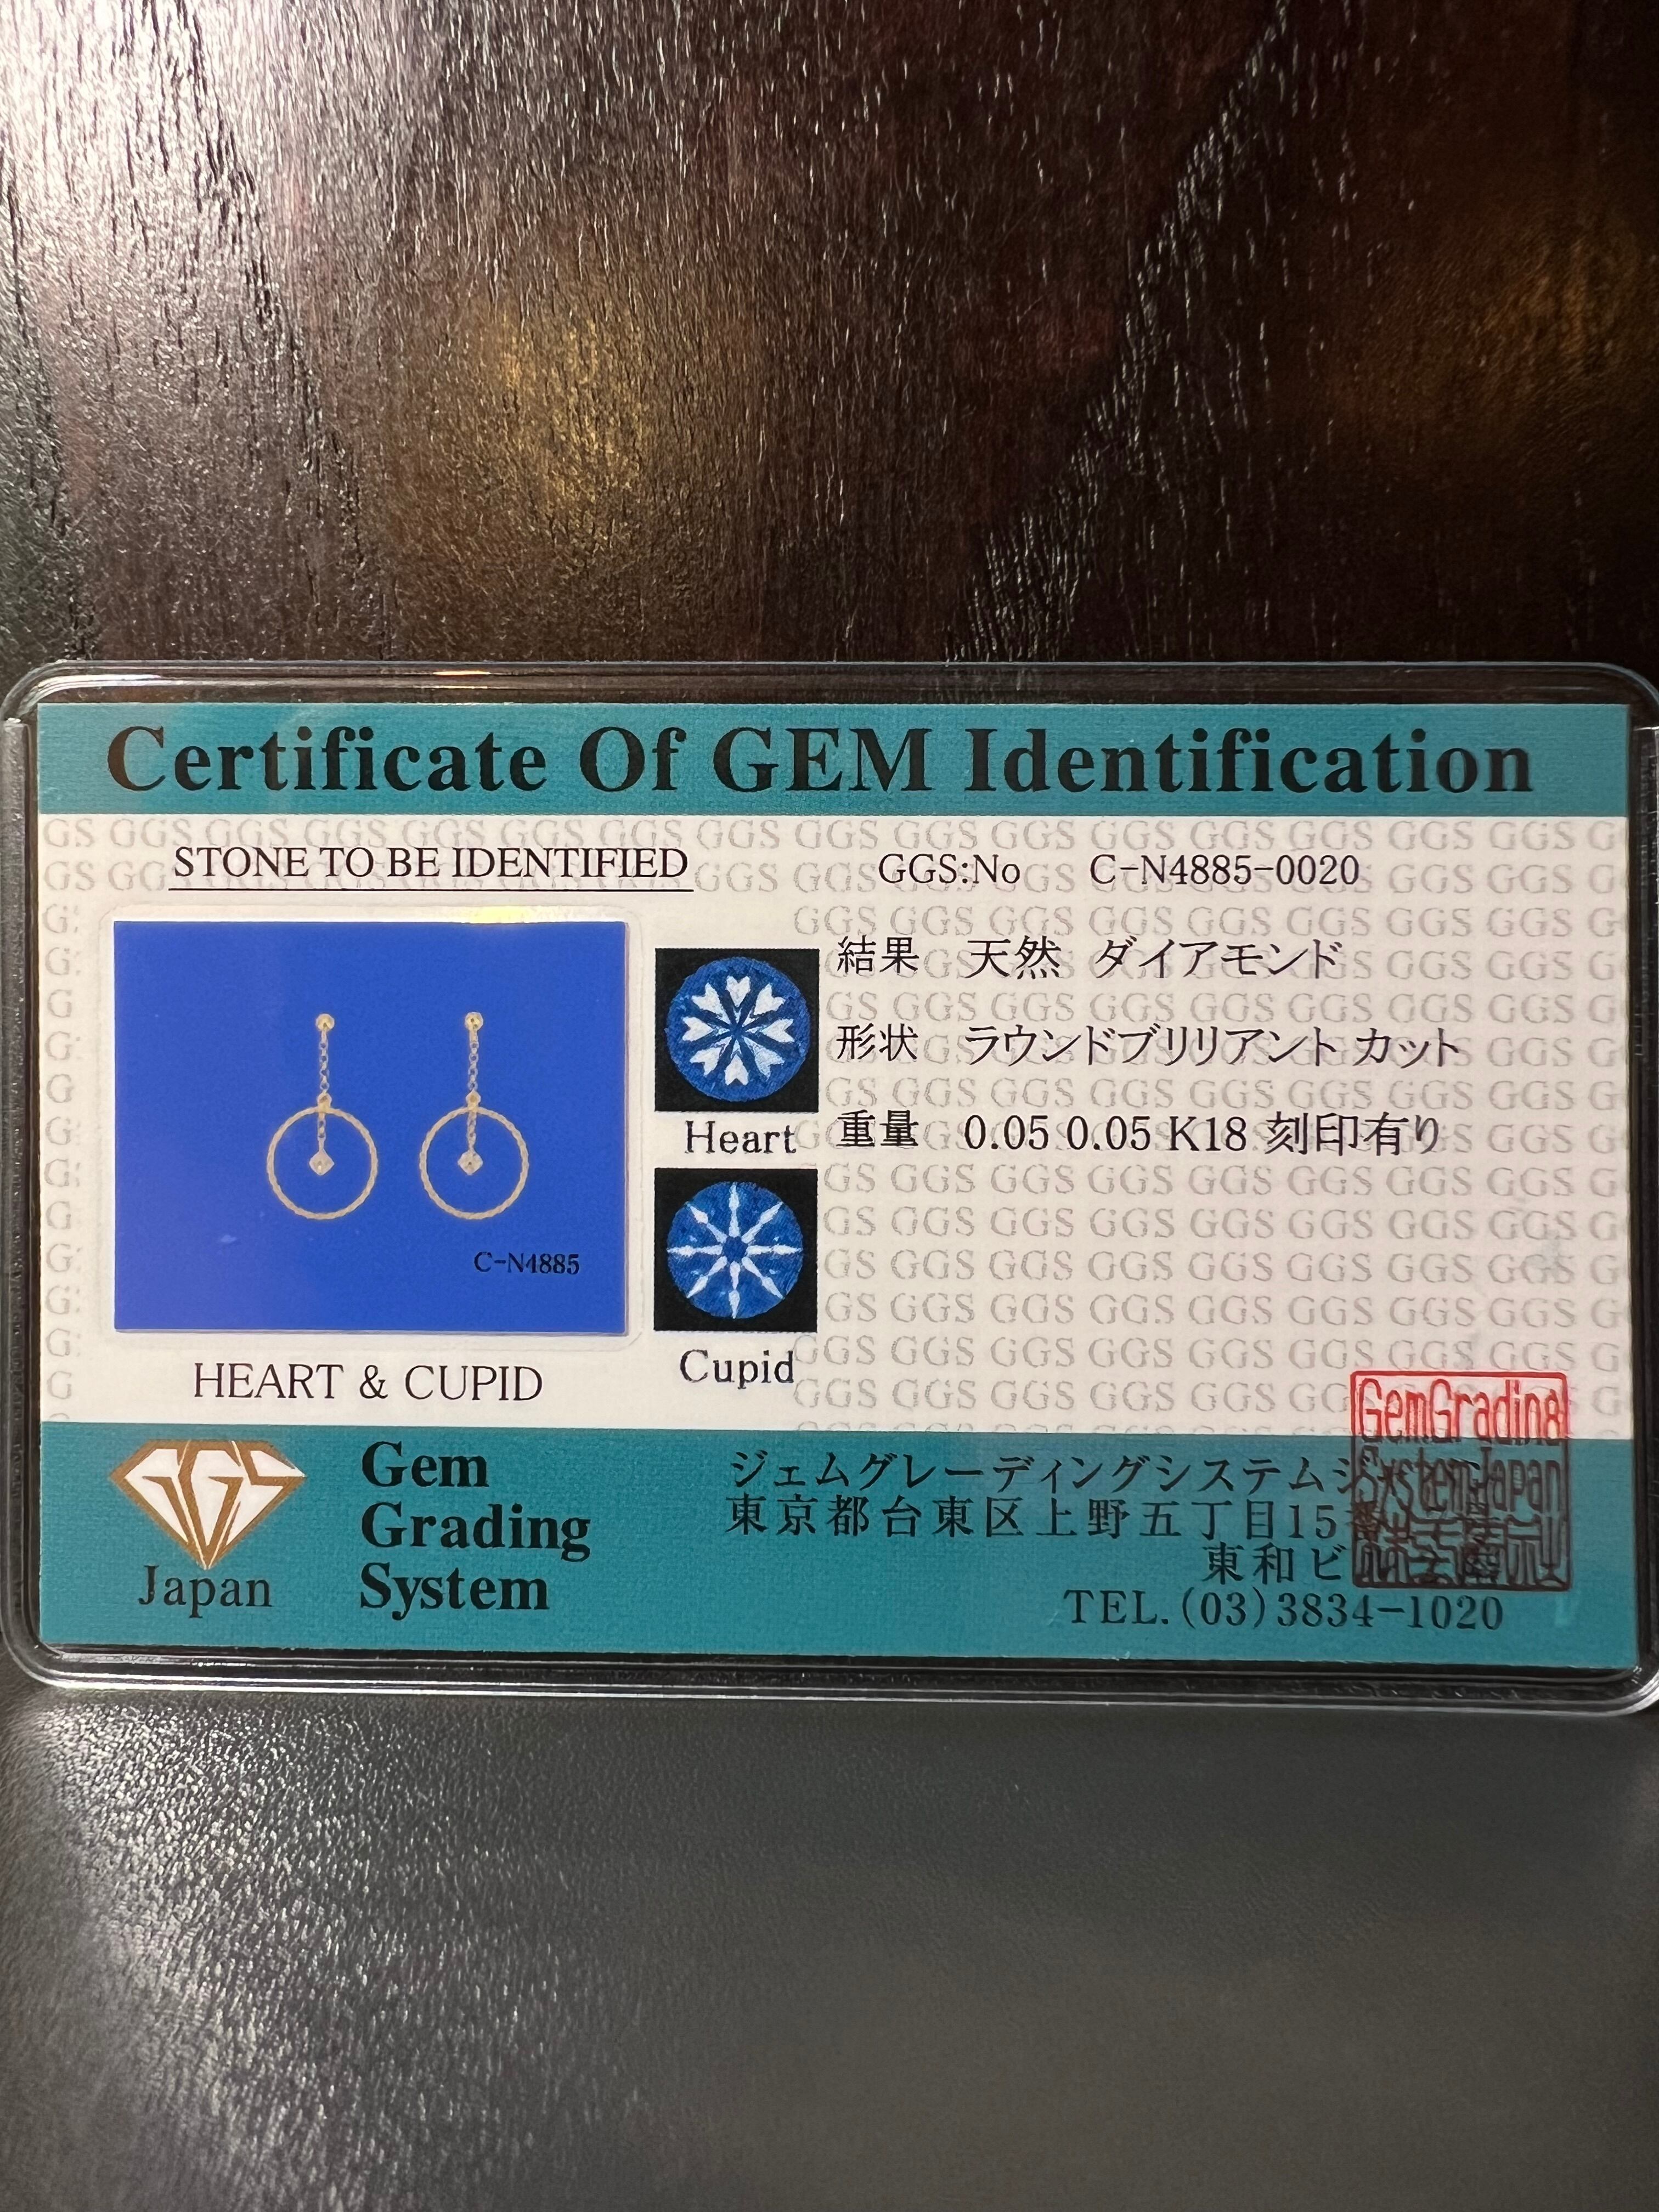 Certificate Of GEM Identification
STONE TO BE IDENTIFIED
GGS:No C-N4885-0020
結果 天然 ダイアモンド
形状 ラウンドブリリアント カット
重量 0.05 0.05 K18 刻印有り
Heart
Cupid
C-N4885
HEART & CUPID
GGS
Japan
Gem
Grading
System
ジェムグレーディングシステム
東京都台東区上野五丁目15
東和ビ
TEL.(03)3834-1020
GemGrading
SystemJapan